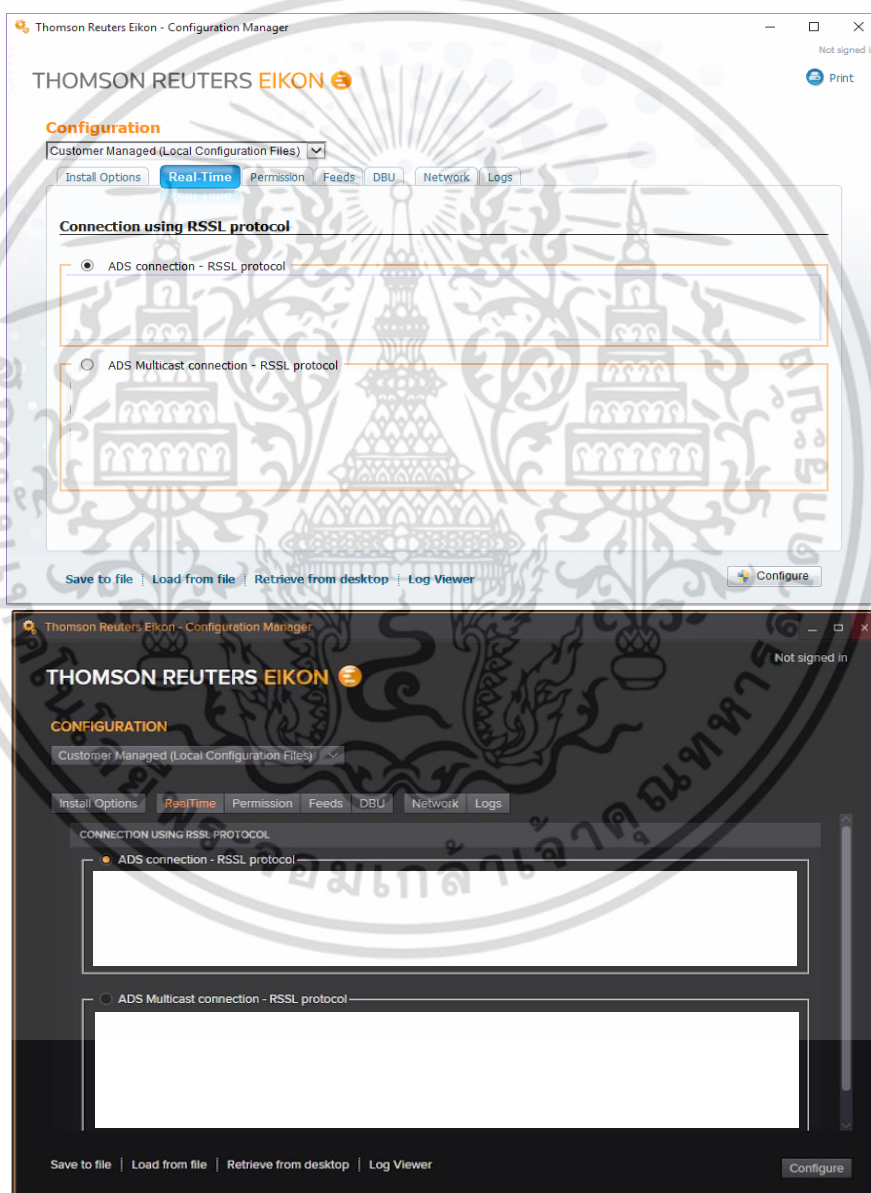 Thomson Reuters Eikon - Configuration Manager
Not signed i
THOMSON REUTERS EIKON
Print
Configuration
Customer Managed (Local Configuration Files)
Install Options Real-Time Permission Feeds DBU Network Logs
Connection using RSSL protocol
ADS connection - RSSL protocol
ADS Multicast connection - RSSL protocol
Save to file | Load from file | Retrieve from desktop | Log Viewer
Configure
Thomson Reuters Eikon - Configuration Manager
Not signed in
THOMSON REUTERS EIKON
CONFIGURATION
Customer Managed (Local Configuration Files)
Install Options RealTime Permission Feeds DBU Network Logs
CONNECTION USING RSSL PROTOCOL
ADS connection - RSSL protocol
ADS Multicast connection - RSSL protocol
Save to file | Load from file | Retrieve from desktop | Log Viewer
Configure